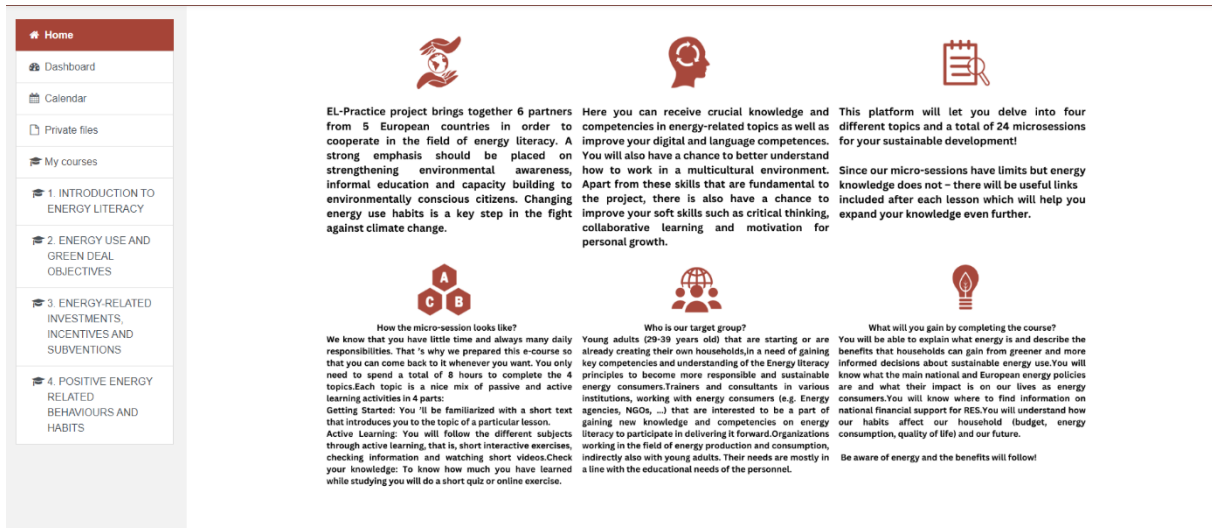 Home
Dashboard
Calendar
Private files
My courses
1. INTRODUCTION TO
ENERGY LITERACY
2. ENERGY USE AND
GREEN DEAL
OBJECTIVES
3. ENERGY-RELATED
INVESTMENTS,
INCENTIVES AND
SUBVENTIONS
4. POSITIVE ENERGY
RELATED
BEHAVIOURS AND
HABITS
EL-Practice project brings together 6 partners
from 5 European countries in order to
cooperate in the field of energy literacy. A
strong emphasis should be placed on
strengthening environmental awareness,
informal education and capacity building to
environmentally conscious citizens. Changing
energy use habits is a key step in the fight
against climate change.
Here you can receive crucial knowledge and
competencies in energy-related topics as well as
improve your digital and language competences.
You will also have a chance to better understand
how to work in a multicultural environment.
Apart from these skills that are fundamental to
the project, there is also have a chance to
improve your soft skills such as critical thinking,
collaborative learning and motivation for
personal growth.
This platform will let you delve into four
different topics and a total of 24 microsessions
for your sustainable development!
Since our micro-sessions have limits but energy
knowledge does not – there will be useful links
included after each lesson which will help you
expand your knowledge even further.
A
C B
How the micro-session looks like?
We know that you have little time and always many daily
responsibilities. That 's why we prepared this e-course so
that you can come back to it whenever you want. You only
need to spend a total of 8 hours to complete the 4
topics.Each topic is a nice mix of passive and active
learning activities in 4 parts:
Getting Started: You 'll be familiarized with a short text
that introduces you to the topic of a particular lesson.
Active Learning: You will follow the different subjects
through active learning, that is, short interactive exercises,
checking information and watching short videos.Check
your knowledge: To know how much you have learned
while studying you will do a short quiz or online exercise.
Who is our target group?
Young adults (29-39 years old) that are starting or are
already creating their own households,in a need of gaining
key competencies and understanding of the Energy literacy
principles to become more responsible and sustainable
energy consumers.Trainers and consultants in various
institutions, working with energy consumers (e.g. Energy
agencies, NGOs, ...) that are interested to be a part of
gaining new knowledge and competencies on energy
literacy to participate in delivering it forward.Organizations
working in the field of energy production and consumption,
indirectly also with young adults. Their needs are mostly in
a line with the educational needs of the personnel.
What will you gain by completing the course?
You will be able to explain what energy is and describe the
benefits that households can gain from greener and more
informed decisions about sustainable energy use.You will
know what the main national and European energy policies
are and what their impact is on our lives as energy
consumers.You will know where to find information on
national financial support for RES.You will understand how
our habits affect our household (budget, energy
consumption, quality of life) and our future.
Be aware of energy and the benefits will follow!